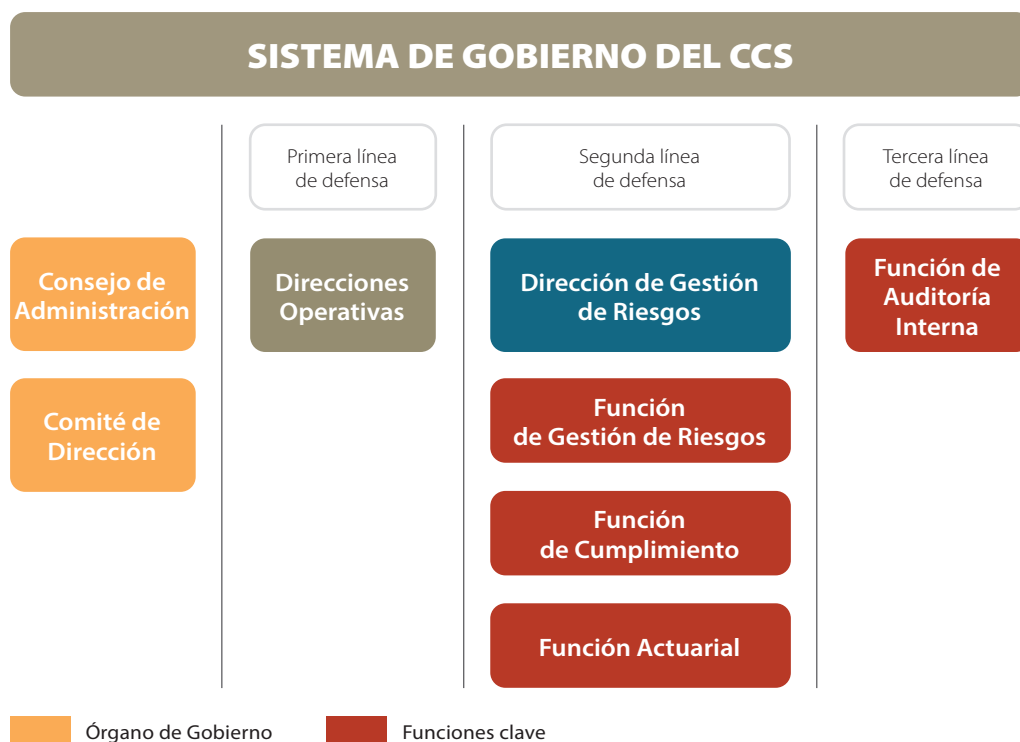 SISTEMA DE GOBIERNO DEL CCS
Primera línea
de defensa
Segunda línea
de defensa
Tercera línea
de defensa
Consejo de
Administración
Direcciones
Operativas
Dirección de Gestión
de Riesgos
Función de
Auditoría
Interna
Comité de
Dirección
Función
de Gestión de Riesgos
Función
de Cumplimiento
Función Actuarial
Órgano de Gobierno
Funciones clave